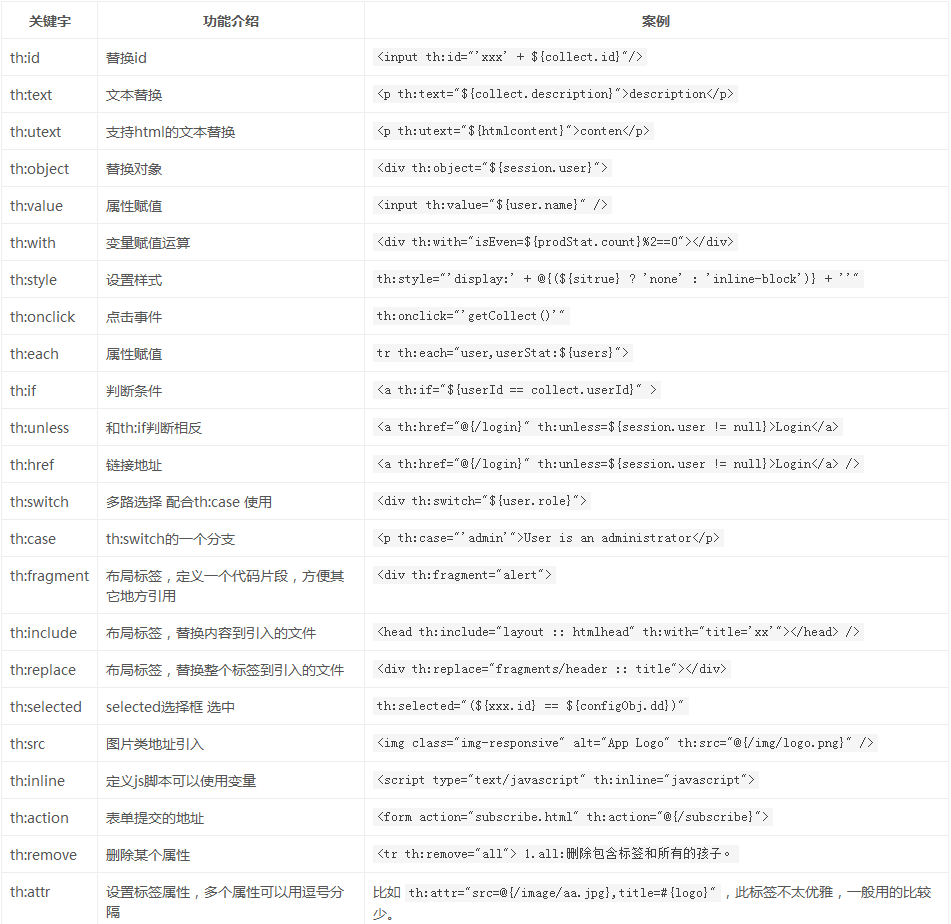 关键字 功能介绍 案例
th:id 替换id <input th:id="'xxx' + ${collect.id}"/>
th:text 文本替换 <p th:text="${collect.description}">description</p>
th:utext 支持html的文本替换 <p th:utext="${htmlcontent}">conten</p>
th:object 替换对象 <div th:object="${session.user}">
th:value 属性赋值 <input th:value="${user.name}" />
th:with 变量赋值运算 <div th:with="isEven=${prodStat.count}%2==0"></div>
th:style 设置样式 th:style="'display:' + @{(${sitrue} ? 'none' : 'inline-block')} + ''"
th:onclick 点击事件 th:onclick="'getCollect()'"
th:each 属性赋值 tr th:each="user,userStat:${users}">
th:if 判断条件 <a th:if="${userId == collect.userId}" >
th:unless 和th:if判断相反 <a th:href="@{/login}" th:unless=${session.user != null}>Login</a>
th:href 链接地址 <a th:href="@{/login}" th:unless=${session.user != null}>Login</a> />
th:switch 多路选择 配合th:case 使用 <div th:switch="${user.role}">
th:case th:switch的一个分支 <p th:case="'admin'">User is an administrator</p>
th:fragment 布局标签，定义一个代码片段，方便其 <div th:fragment="alert">
它地方引用
th:include 布局标签，替换内容到引入的文件 <head th:include="layout :: htmlhead" th:with="title='xx'"></head> />
th:replace 布局标签，替换整个标签到引入的文件 <div th:replace="fragments/header :: title"></div>
th:selected selected选择框 选中 th:selected="(${xxx.id} == ${configObj.dd})"
th:src 图片类地址引入 <img class="img-responsive" alt="App Logo" th:src="@{/img/logo.png}" />
th:inline 定义js脚本可以使用变量 <script type="text/javascript" th:inline="javascript">
th:action 表单提交的地址 <form action="subscribe.html" th:action="@{/subscribe}">
th:remove 删除某个属性 <tr th:remove="all"> 1.all:删除包含标签和所有的孩子。
th:attr 设置标签属性，多个属性可以用逗号分 比如 th:attr="src=@{/image/aa.jpg},title=#{logo}" ，此标签不太优雅，一般用的比较
隔 少。